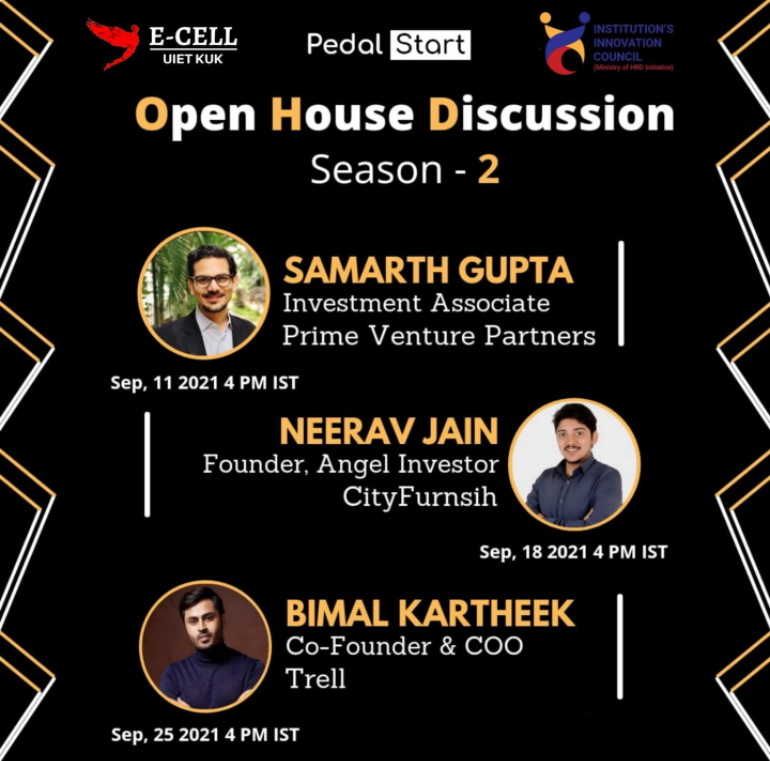 E-CELL
UIET KUK
Pedal Start
INSTITUTION'S
INNOVATION
COUNCIL
(Ministry of HRD Initiative)
Open House Discussion
Season - 2
SAMARTH GUPTA
Investment Associate
Prime Venture Partners
Sep, 11 2021 4 PM IST
NEERAV JAIN
Founder, Angel Investor
CityFurnsih
Sep, 18 2021 4 PM IST
BIMAL KARTHEEK
Co-Founder & COO
Trell
Sep, 25 2021 4 PM IST